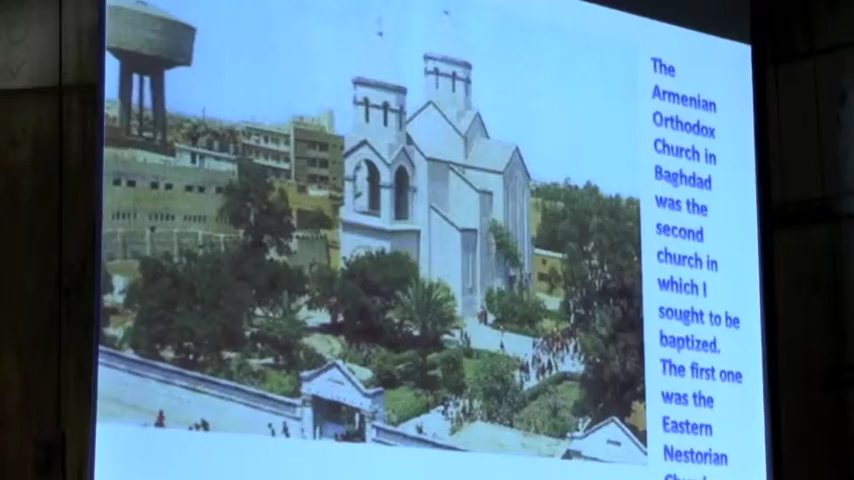 The
Armenian
Orthodox
Church in
Baghdad
was the
second
church in
which I
sought to be
baptized.
The first one
was the
Eastern
Nestorian